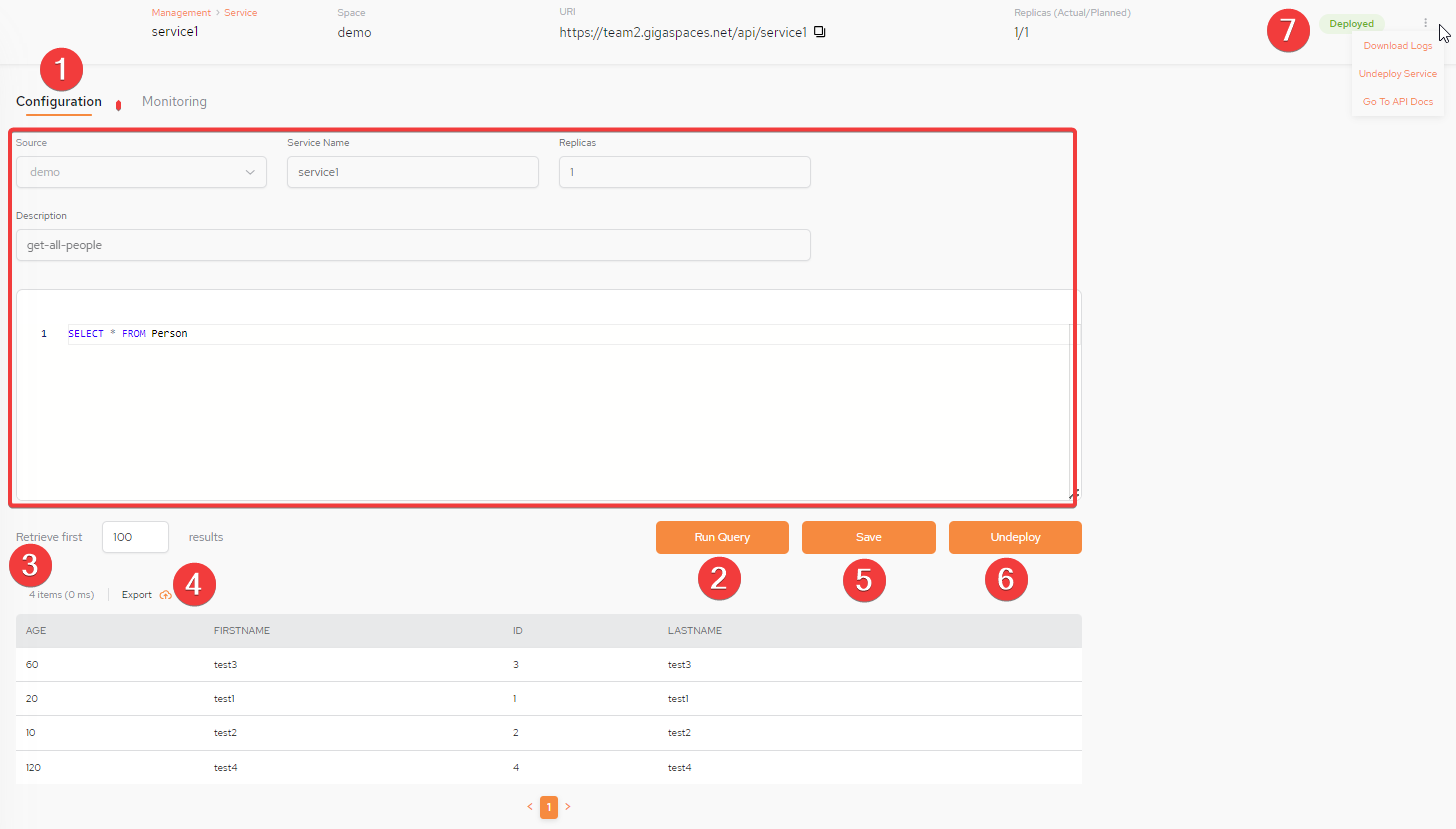 Management > Service
service1
Space
demo
URI
https://team2.gigaspaces.net/api/service1
Replicas (Actual/Planned)
1/1
7
Deployed
Download Logs
Undeploy Service
Go To API Docs
1
Configuration
Monitoring
Source
demo
Service Name
service1
Replicas
1
Description
get-all-people
1 SELECT * FROM Person
Retrieve first 100 results
Run Query
Save
Undeploy
3
4
2
5
6
4 items (0 ms)
Export
AGE FIRSTNAME ID LASTNAME
60 test3 3 test3
20 test1 1 test1
10 test2 2 test2
120 test4 4 test4
< 1 >